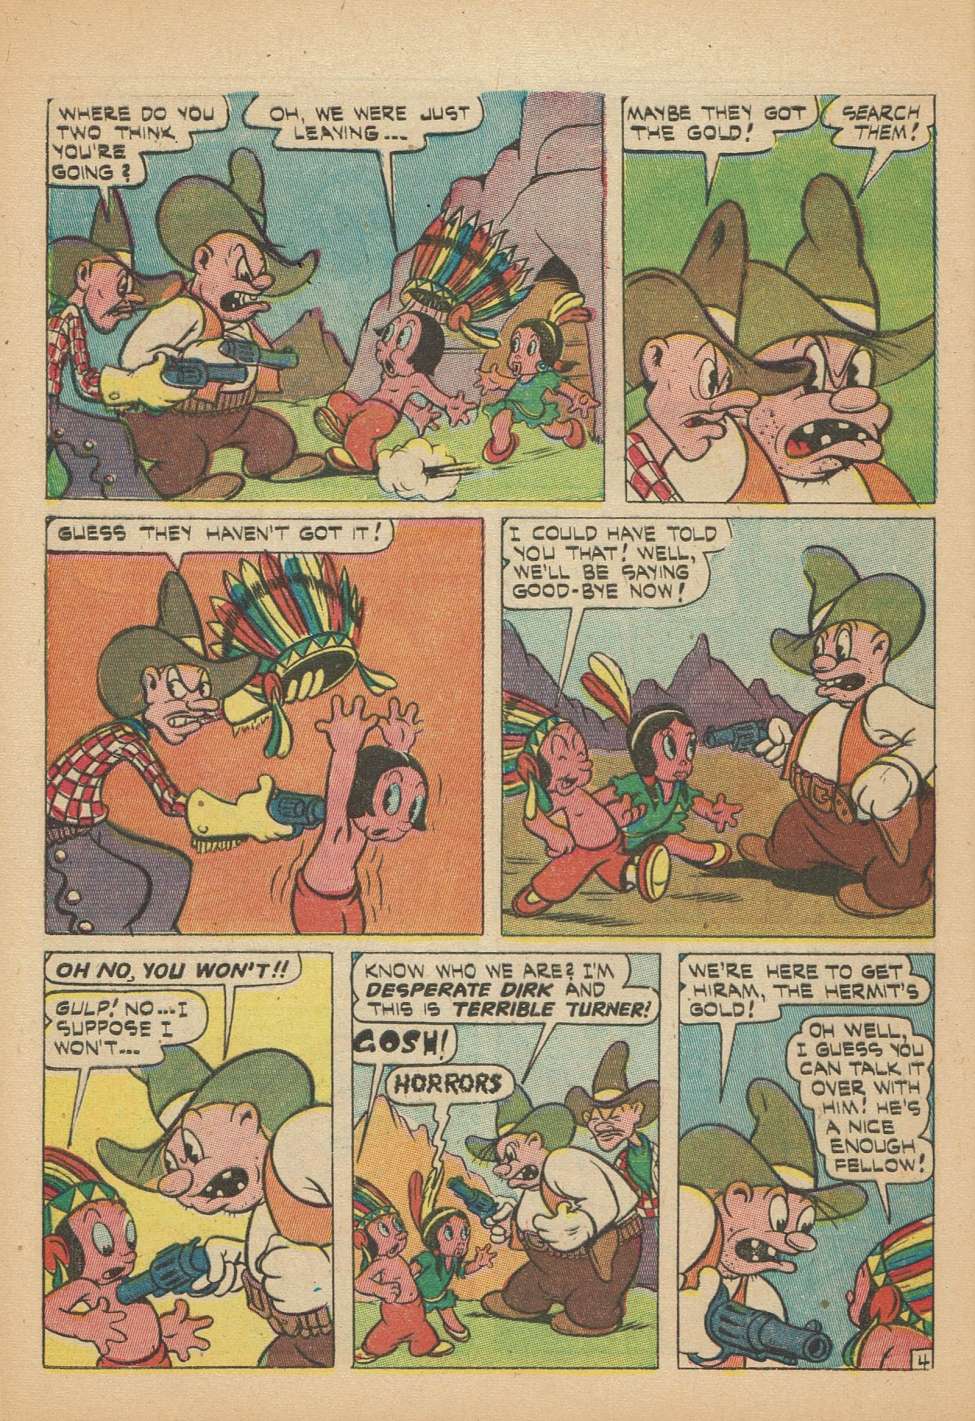 WHERE DO YOU
TWO THINK
YOU'RE
GOING?
OH, WE WERE JUST
LEAVING...
MAYBE THEY GOT
THE GOLD!
SEARCH
THEM!
GUESS THEY HAVEN'T GOT IT!
I COULD HAVE TOLD
YOU THAT! WELL,
WE'LL BE SAYING
GOOD-BYE NOW!
OH NO, YOU WON'T!!
GULP! NO...I
SUPPOSE I
WON'T...
KNOW WHO WE ARE? I'M
DESPERATE DIRK AND
THIS IS TERRIBLE TURNER!
GOSH!
HORRORS
WE'RE HERE TO GET
HIRAM, THE HERMIT'S
GOLD!
OH WELL,
I GUESS YOU
CAN TALK IT
OVER WITH
HIM! HE'S
A NICE
ENOUGH
FELLOW!
4